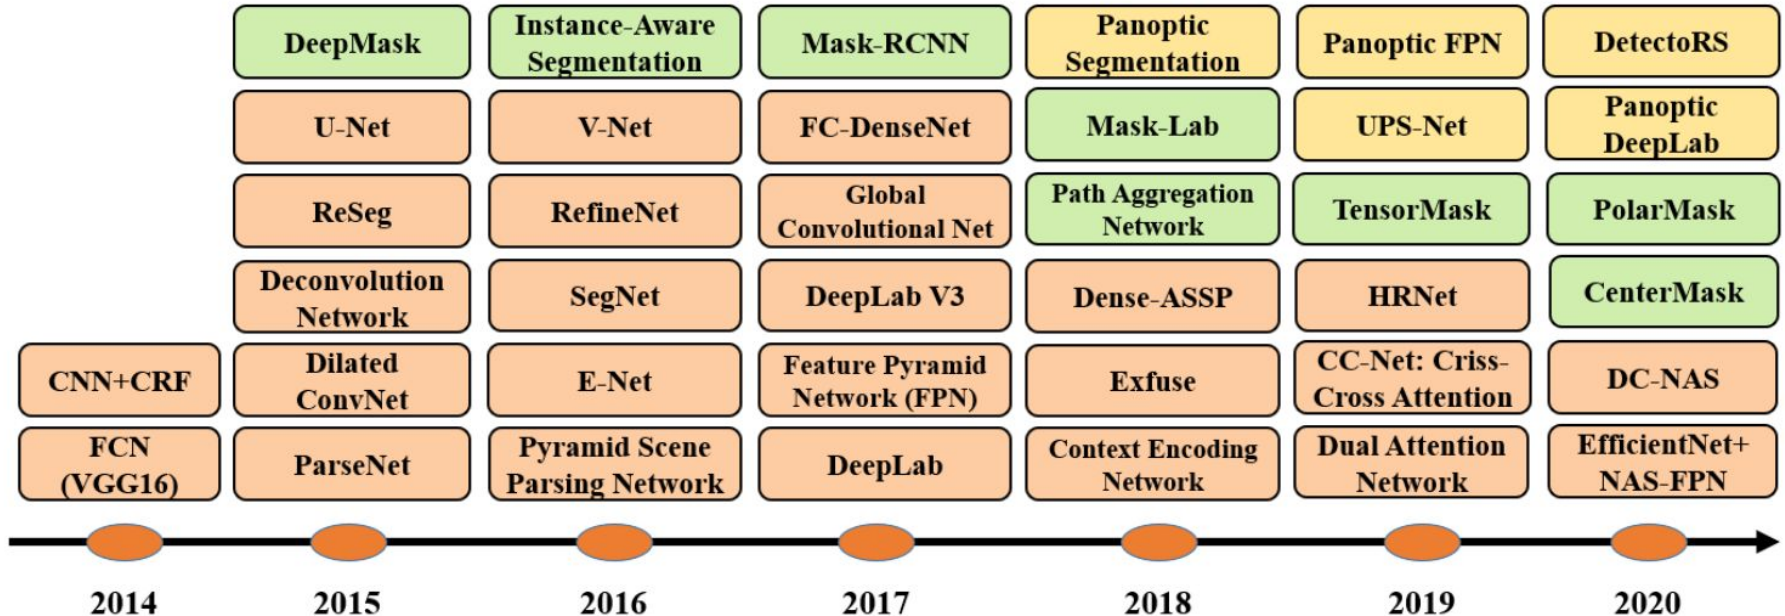 DeepMask
Instance-Aware
Segmentation
Mask-RCNN
Panoptic
Segmentation
Panoptic FPN
DetectoRS
U-Net
V-Net
FC-DenseNet
Mask-Lab
UPS-Net
Panoptic
DeepLab
ReSeg
RefineNet
Global
Convolutional Net
Path Aggregation
Network
TensorMask
PolarMask
Deconvolution
Network
SegNet
DeepLab V3
Dense-ASSP
HRNet
CenterMask
CNN+CRF
Dilated
ConvNet
E-Net
Feature Pyramid
Network (FPN)
Exfuse
CC-Net: Criss-
Cross Attention
DC-NAS
FCN
(VGG16)
ParseNet
Pyramid Scene
Parsing Network
DeepLab
Context Encoding
Network
Dual Attention
Network
EfficientNet+
NAS-FPN
2014
2015
2016
2017
2018
2019
2020